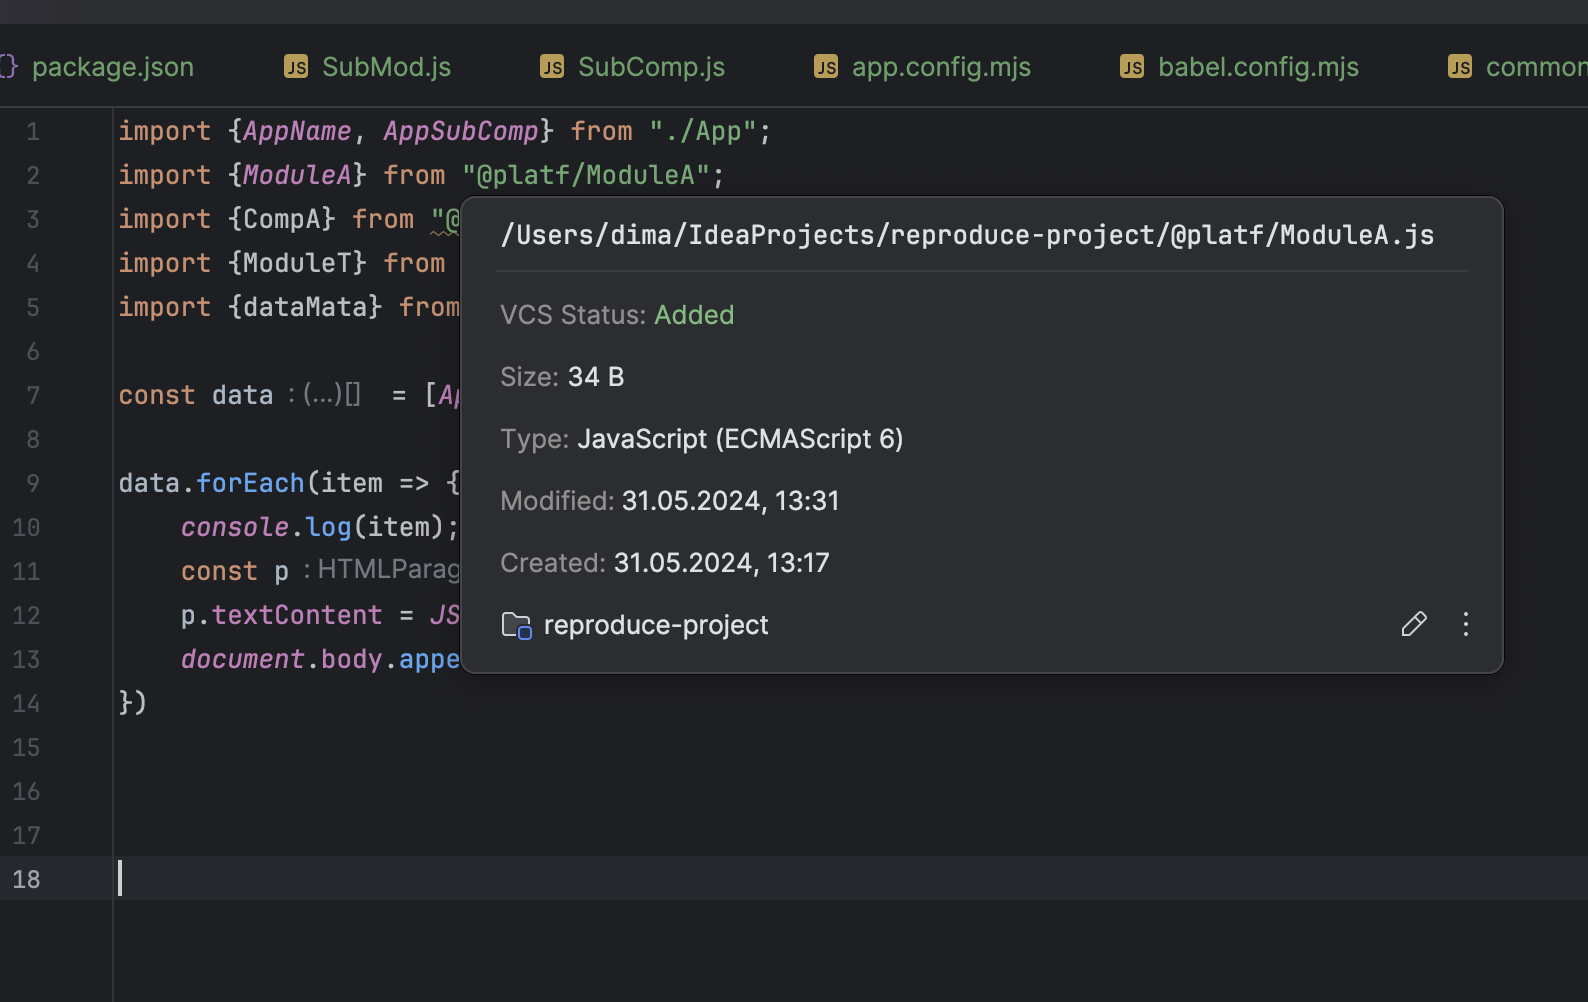 {} package.json JS SubMod.js JS SubComp.js JS app.config.mjs JS babel.config.mjs JS common
1 import {AppName, AppSubComp} from "./App";
2 import {ModuleA} from "@platf/ModuleA";
3 import {CompA} from "@
4 import {ModuleT} from
5 import {dataMata} from
6
7 const data : (...)[] = [Ap
8
9 data.forEach(item => {
10 console.log(item);
11 const p : HTMLParag
12 p.textContent = JS
13 document.body.appe
14 })
15
16
17
18
/Users/dima/IdeaProjects/reproduce-project/@platf/ModuleA.js
VCS Status: Added
Size: 34 B
Type: JavaScript (ECMAScript 6)
Modified: 31.05.2024, 13:31
Created: 31.05.2024, 13:17
reproduce-project